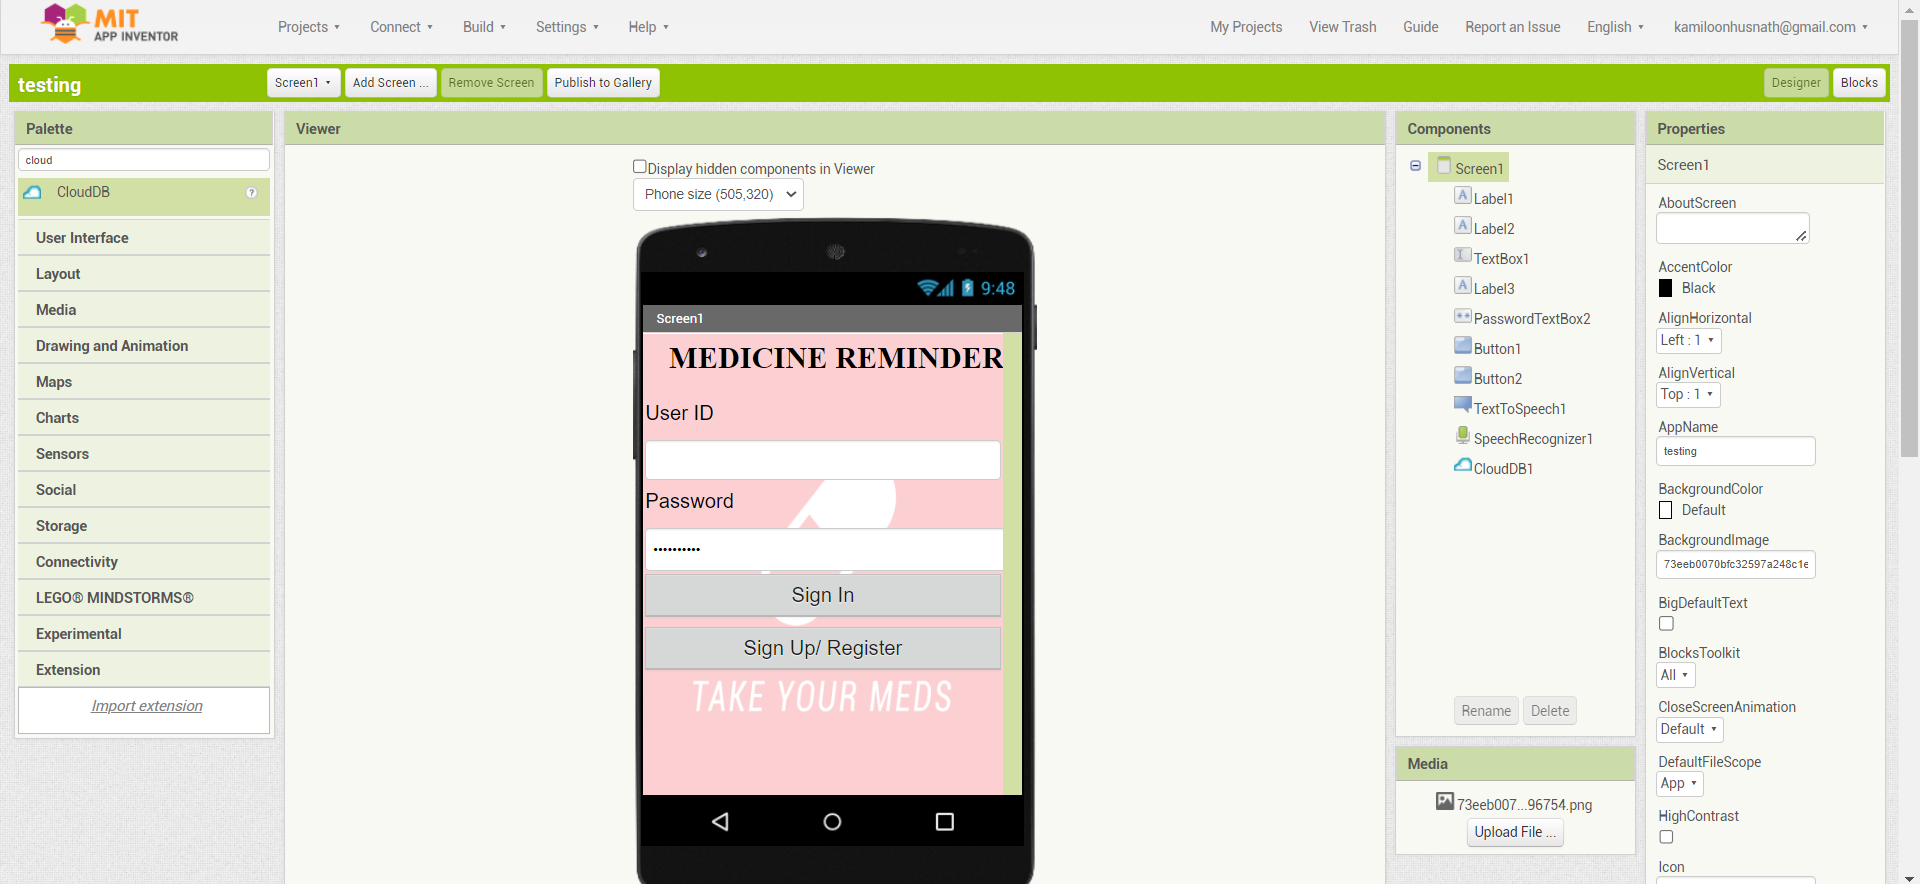 MIT
APP INVENTOR
Projects Connect Build Settings Help My Projects View Trash Guide Report an Issue English kamiloonhusnath@gmail.com
testing Screen1 Add Screen ... Remove Screen Publish to Gallery Designer Blocks
Palette
cloud
CloudDB ?
User Interface
Layout
Media
Drawing and Animation
Maps
Charts
Sensors
Social
Storage
Connectivity
LEGO® MINDSTORMS®
Experimental
Extension
Import extension
Viewer
Display hidden components in Viewer
Phone size (505,320)
9:48
Screen1
MEDICINE REMINDER
User ID
Password
••••••••••
Sign In
Sign Up/ Register
TAKE YOUR MEDS
Components
Screen1
A Label1
A Label2
TextBox1
A Label3
PasswordTextBox2
Button1
Button2
TextToSpeech1
SpeechRecognizer1
CloudDB1
Rename Delete
Media
73eeb007...96754.png
Upload File ...
Properties
Screen1
AboutScreen
AccentColor
Black
AlignHorizontal
Left : 1
AlignVertical
Top : 1
AppName
testing
BackgroundColor
Default
BackgroundImage
73eeb0070bfc32597a248c1e
BigDefaultText
BlocksToolkit
All
CloseScreenAnimation
Default
DefaultFileScope
App
HighContrast
Icon